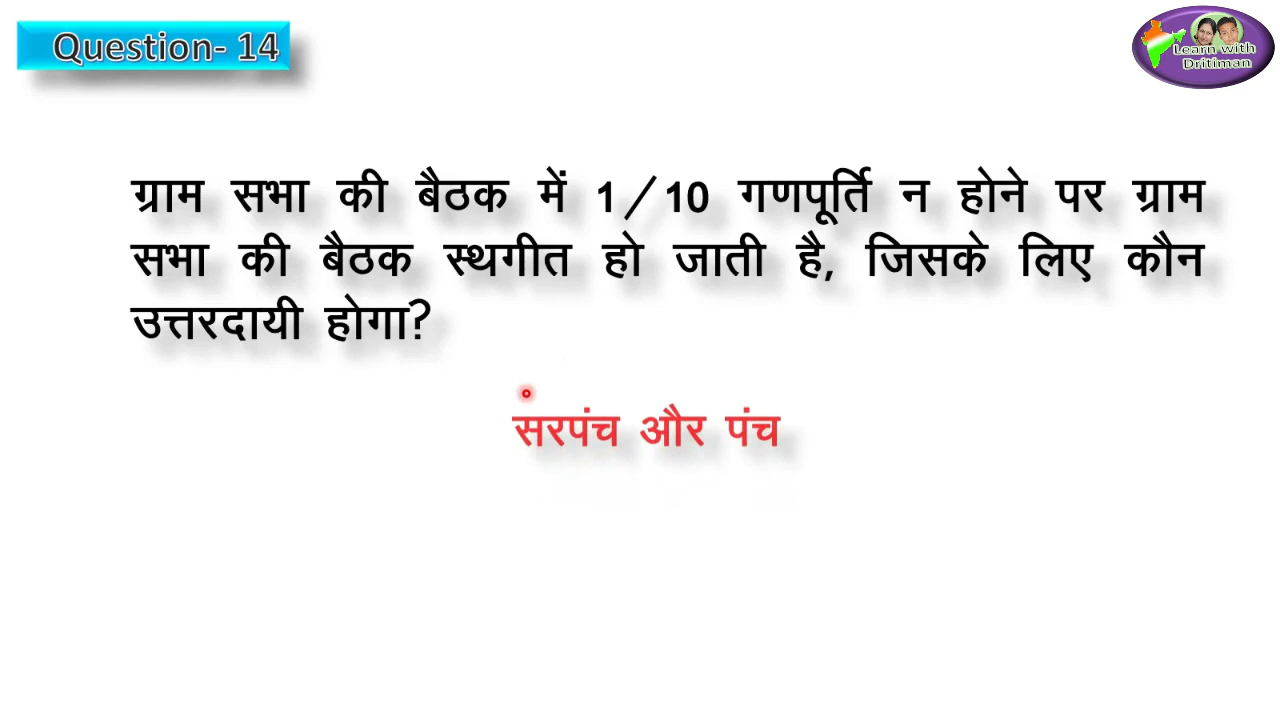 Question- 14
Learn with
Dritiman
ग्राम सभा की बैठक में 1/10 गणपूर्ति न होने पर ग्राम
सभा की बैठक स्थगीत हो जाती है, जिसके लिए कौन
उत्तरदायी होगा?
सरपंच और पंच